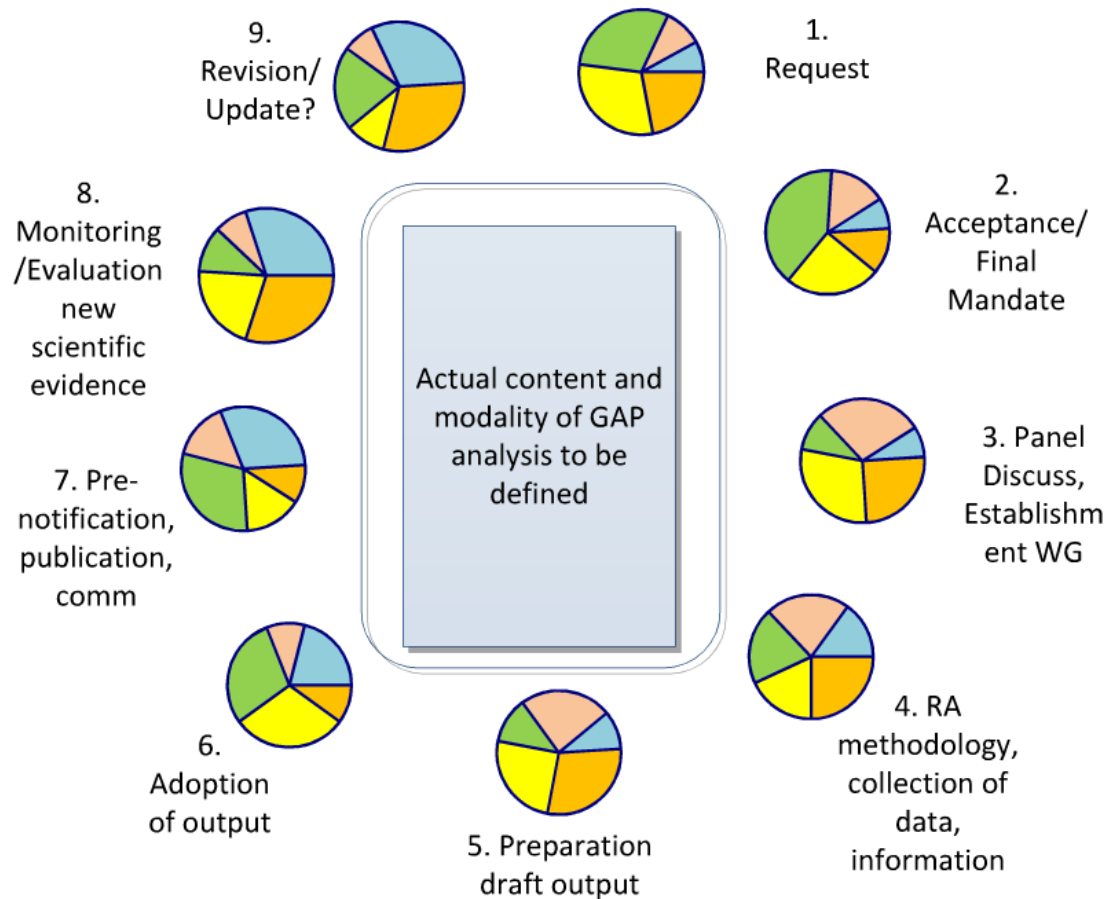 9.
Revision/
Update?
1.
Request
2.
Acceptance/
Final
Mandate
8.
Monitoring
/Evaluation
new
scientific
evidence
Actual content and
modality of GAP
analysis to be
defined
3. Panel
Discuss,
Establishm
ent WG
7. Pre-
notification,
publication,
comm
4. RA
methodology,
collection of
data,
information
6.
Adoption
of output
5. Preparation
draft output